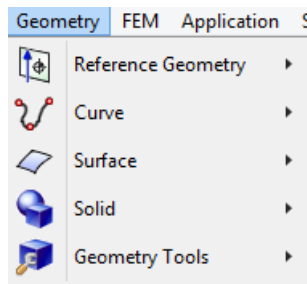 Geometry FEM Application
Reference Geometry
Curve
Surface
Solid
Geometry Tools